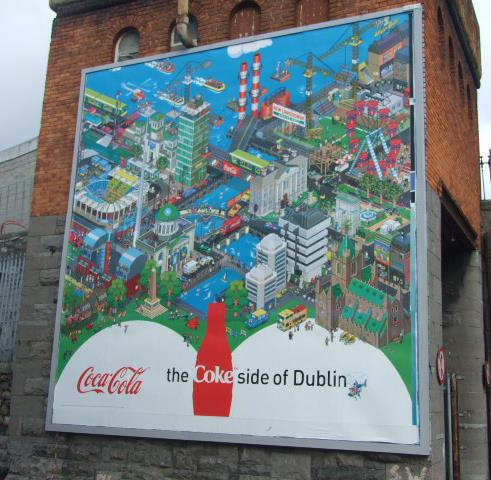 Coca-Cola
the Coke side of Dublin